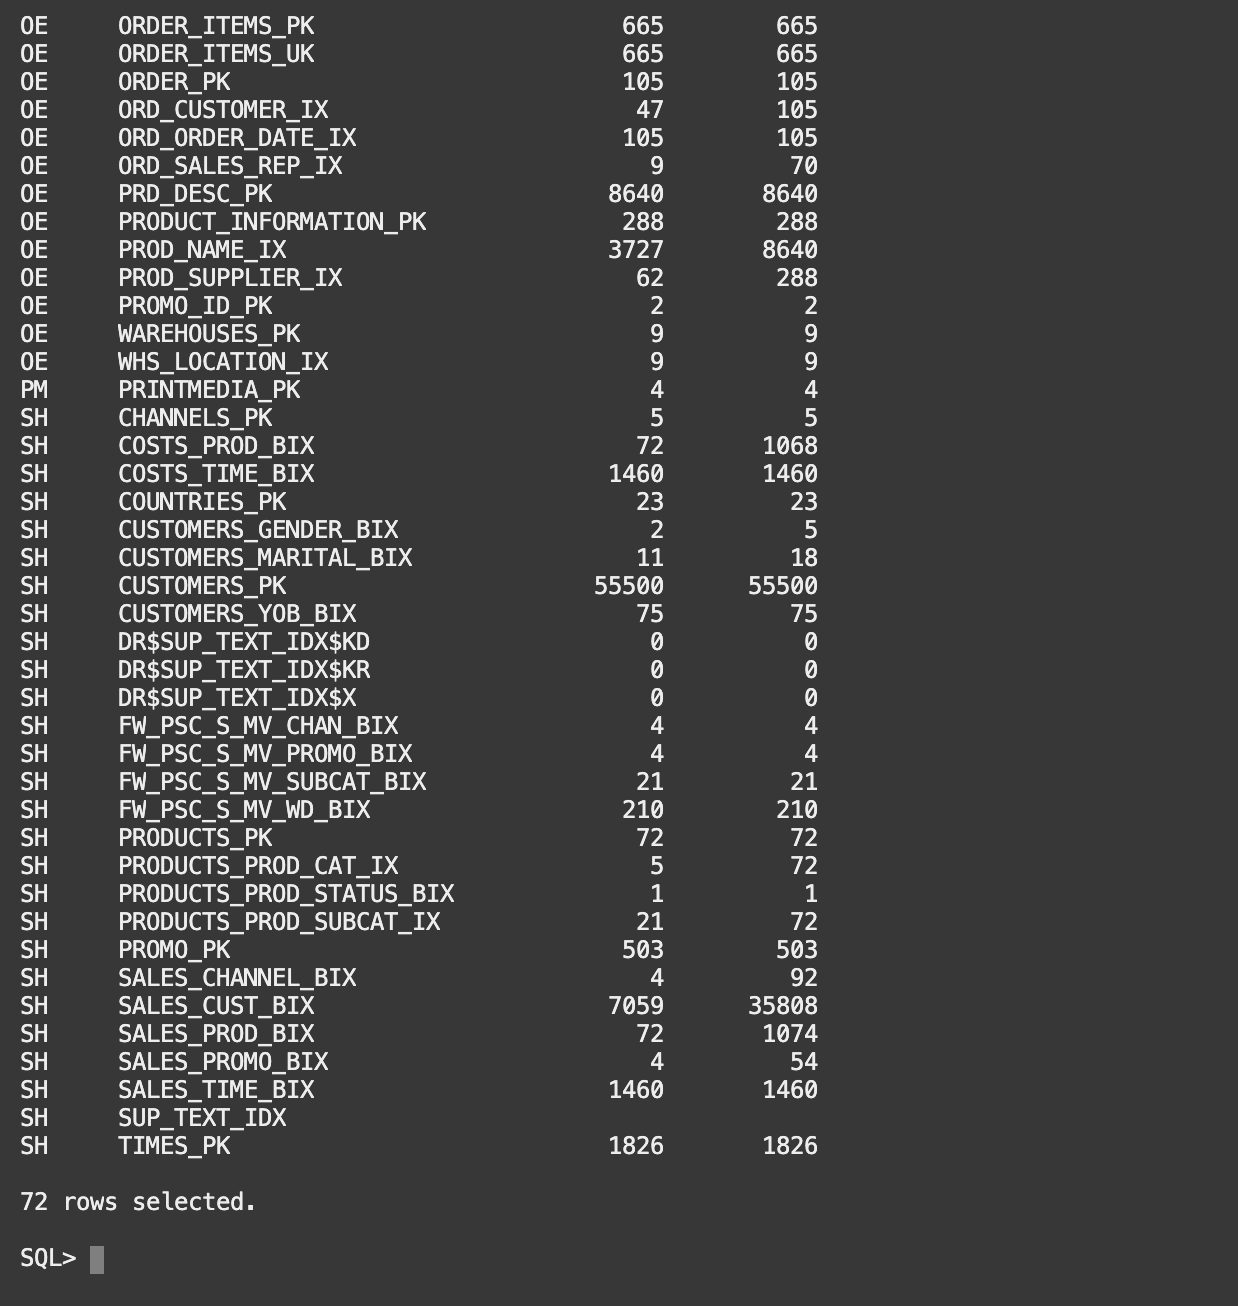 OE     ORDER_ITEMS_PK                      665        665
OE     ORDER_ITEMS_UK                      665        665
OE     ORDER_PK                            105        105
OE     ORD_CUSTOMER_IX                      47        105
OE     ORD_ORDER_DATE_IX                   105        105
OE     ORD_SALES_REP_IX                      9         70
OE     PRD_DESC_PK                        8640       8640
OE     PRODUCT_INFORMATION_PK              288        288
OE     PROD_NAME_IX                       3727       8640
OE     PROD_SUPPLIER_IX                     62        288
OE     PROMO_ID_PK                           2          2
OE     WAREHOUSES_PK                         9          9
OE     WHS_LOCATION_IX                       9          9
PM     PRINTMEDIA_PK                         4          4
SH     CHANNELS_PK                           5          5
SH     COSTS_PROD_BIX                       72       1068
SH     COSTS_TIME_BIX                     1460       1460
SH     COUNTRIES_PK                         23         23
SH     CUSTOMERS_GENDER_BIX                  2          5
SH     CUSTOMERS_MARITAL_BIX                11         18
SH     CUSTOMERS_PK                      55500      55500
SH     CUSTOMERS_YOB_BIX                    75         75
SH     DR$SUP_TEXT_IDX$KD                    0          0
SH     DR$SUP_TEXT_IDX$KR                    0          0
SH     DR$SUP_TEXT_IDX$X                     0          0
SH     FW_PSC_S_MV_CHAN_BIX                  4          4
SH     FW_PSC_S_MV_PROMO_BIX                 4          4
SH     FW_PSC_S_MV_SUBCAT_BIX               21         21
SH     FW_PSC_S_MV_WD_BIX                  210        210
SH     PRODUCTS_PK                          72         72
SH     PRODUCTS_PROD_CAT_IX                  5         72
SH     PRODUCTS_PROD_STATUS_BIX              1          1
SH     PRODUCTS_PROD_SUBCAT_IX              21         72
SH     PROMO_PK                            503        503
SH     SALES_CHANNEL_BIX                     4         92
SH     SALES_CUST_BIX                     7059      35808
SH     SALES_PROD_BIX                       72       1074
SH     SALES_PROMO_BIX                       4         54
SH     SALES_TIME_BIX                     1460       1460
SH     SUP_TEXT_IDX
SH     TIMES_PK                           1826       1826
72 rows selected.
SQL>